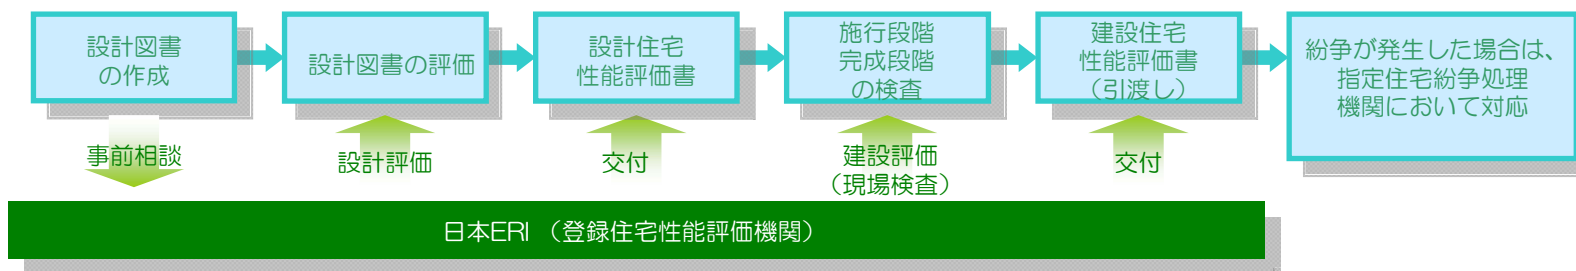 設計図書
の作成
設計図書の評価
設計住宅
性能評価書
施行段階
完成段階
の検査
建設住宅
性能評価書
（引渡し）
紛争が発生した場合は、
指定住宅紛争処理
機関において対応
事前相談
設計評価
交付
建設評価
（現場検査）
交付
日本ERI （登録住宅性能評価機関）